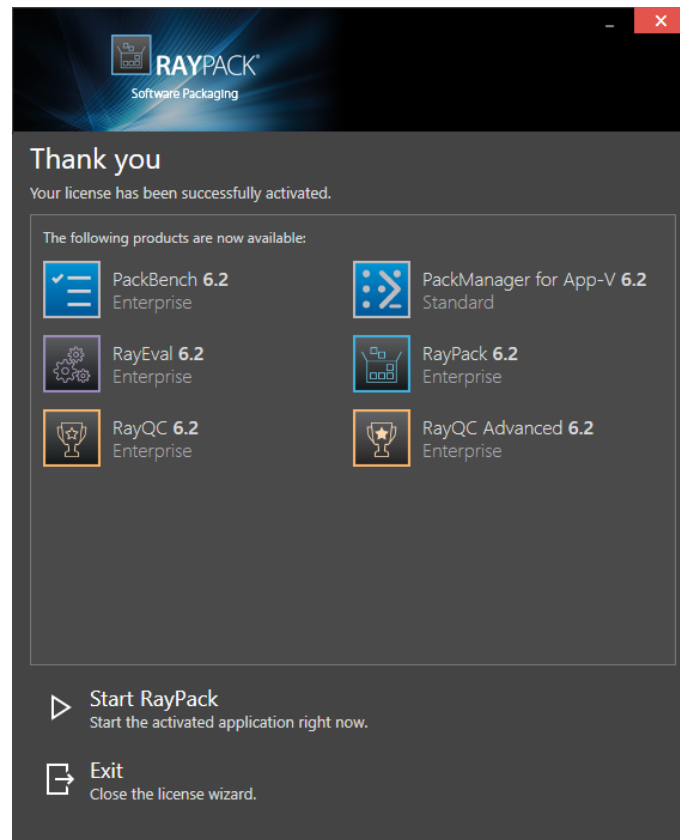 RAYPACK®
Software Packaging
Thank you
Your license has been successfully activated.
The following products are now available:
PackBench 6.2
Enterprise
PackManager for App-V 6.2
Standard
RayEval 6.2
Enterprise
RayPack 6.2
Enterprise
RayQC 6.2
Enterprise
RayQC Advanced 6.2
Enterprise
Start RayPack
Start the activated application right now.
Exit
Close the license wizard.